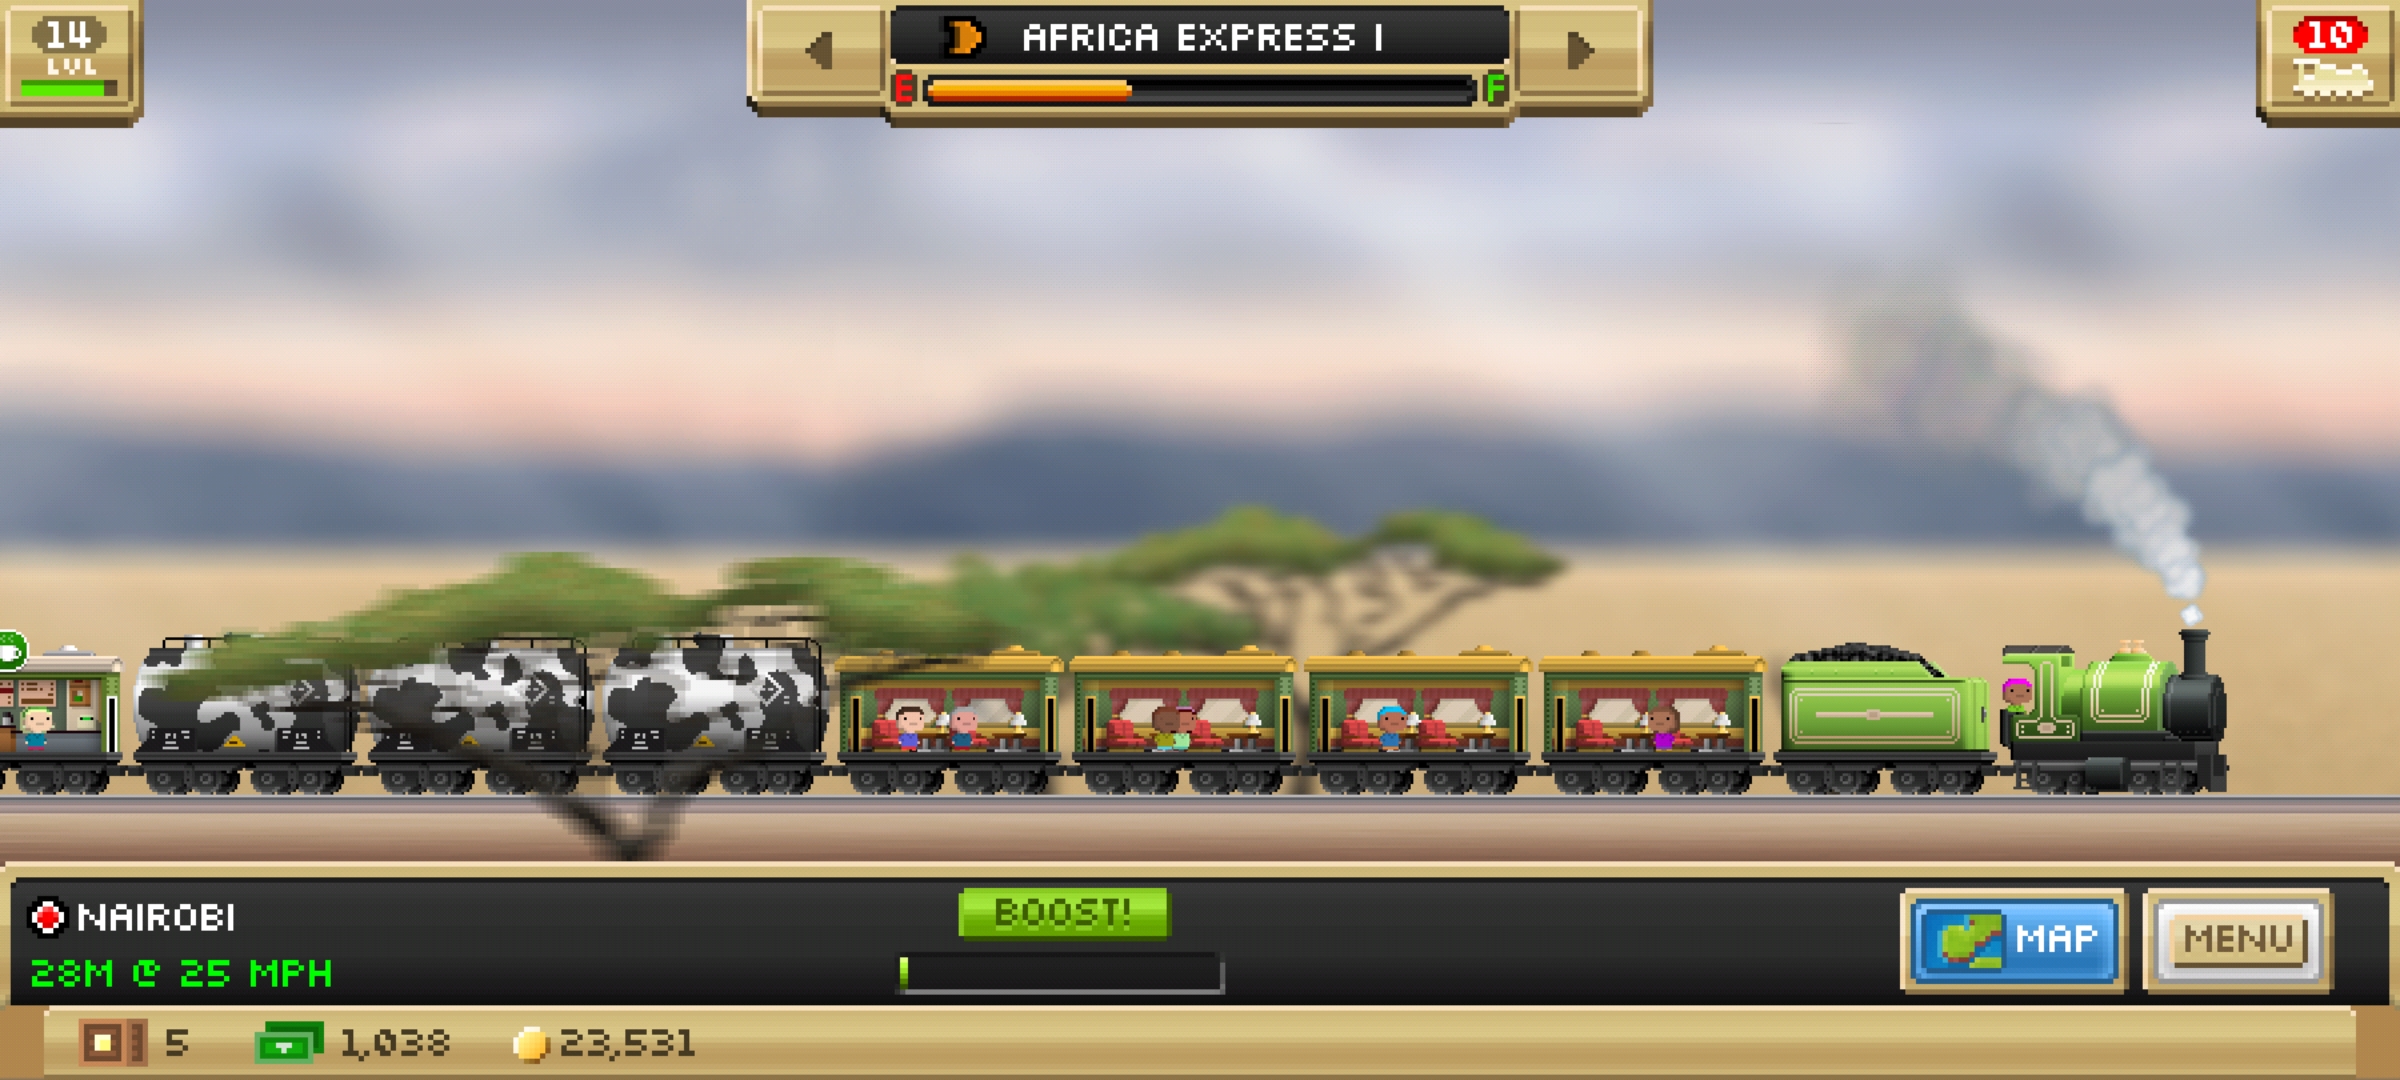 14
LVL
AFRICA EXPRESS I
E F
10
NAIROBI
28M @ 25 MPH
BOOST!
MAP
MENU
5
1,038
23,531